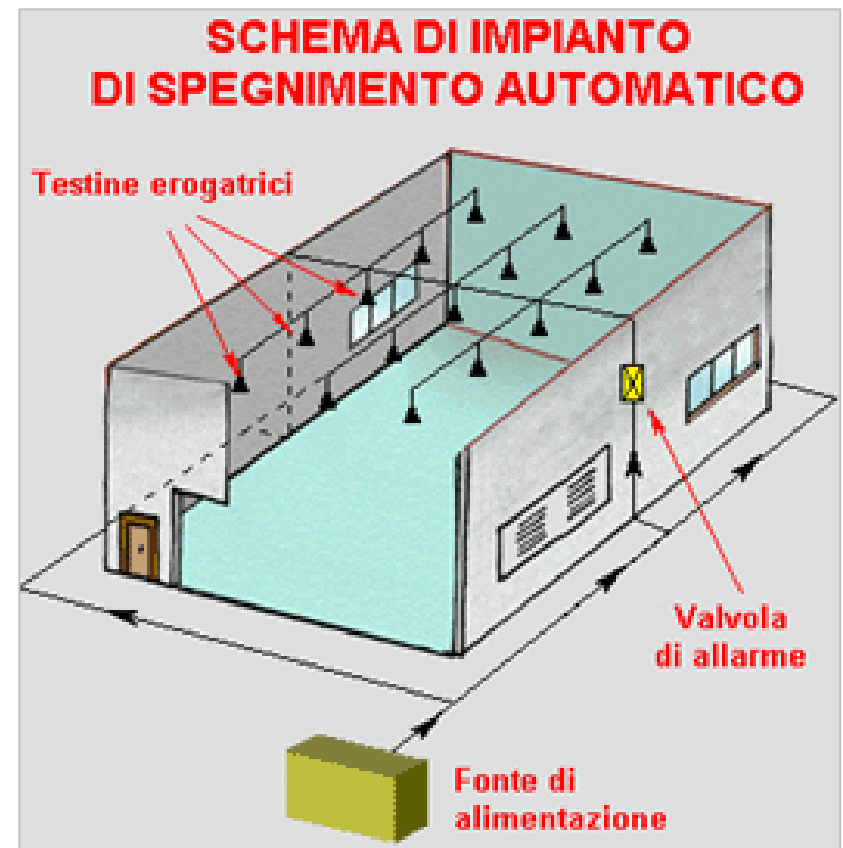 SCHEMA DI IMPIANTO
DI SPEGNIMENTO AUTOMATICO
Testine erogatrici
Valvola
di allarme
Fonte di
alimentazione